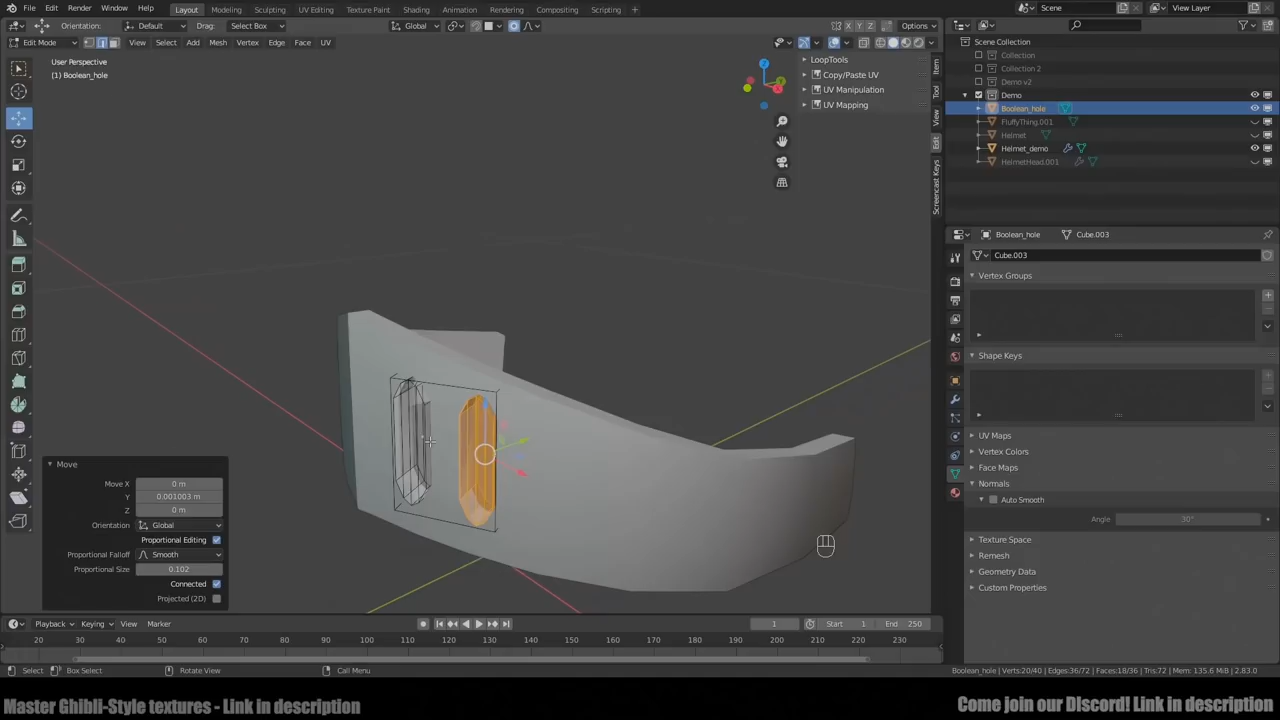 File Edit Render Window Help Layout Modeling Sculpting UV Editing Texture Paint Shading Animation Rendering Compositing Scripting + Scene View Layer
Orientation: Default Drag: Select Box Global X Y Z Options
Edit Mode View Select Add Mesh Vertex Edge Face UV
User Perspective
(1) Boolean_hole
LoopTools
Copy/Paste UV
UV Manipulation
UV Mapping
Item
Tool
View
Edit
Screencast Keys
Scene Collection
Collection
Collection 2
Demo v2
Demo
Boolean_hole
FluffyThing.001
Helmet
Helmet_demo
HelmetHead.001
Boolean_hole Cube.003
Cube.003
Vertex Groups
Shape Keys
UV Maps
Vertex Colors
Face Maps
Normals
Auto Smooth
Angle 30°
Texture Space
Remesh
Geometry Data
Custom Properties
Move
Move X 0 m
Y 0.001003 m
Z 0 m
Orientation Global
Proportional Editing
Proportional Falloff Smooth
Proportional Size 0.102
Connected
Projected (2D)
Playback Keying View Marker 1 Start 1 End 250
20 40 50 60 70 80 90 100 110 120 130 140 150 160 170 180 190 200 210 220 230
Select Box Select Rotate View Call Menu Boolean_hole | Verts:20/40 | Edges:36/72 | Faces:18/36 | Tris:72 | Mem: 135.6 MiB | 2.83.0
Master Ghibli-Style textures - Link in description Come join our Discord! Link in description